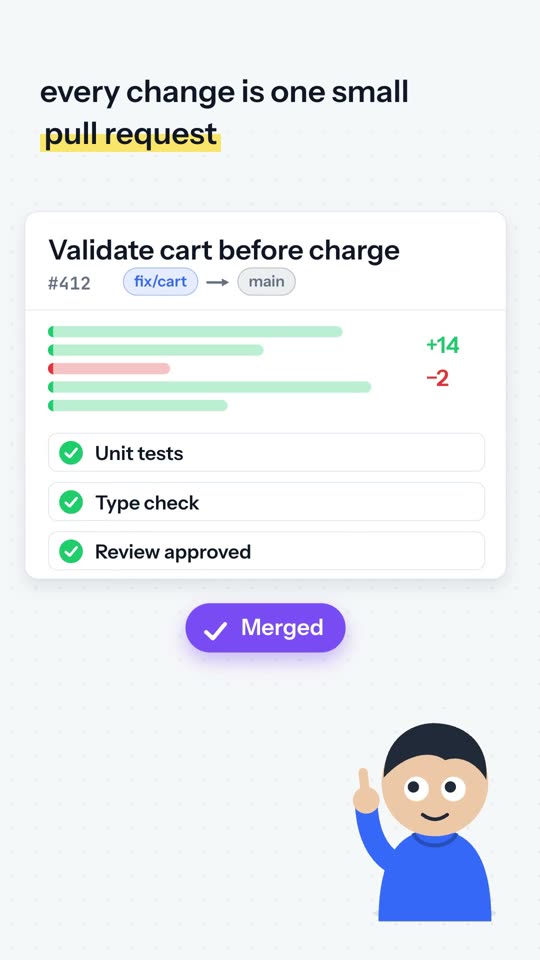 every change is one small
pull request
Validate cart before charge
#412 fix/cart → main
+14
−2
Unit tests
Type check
Review approved
Merged